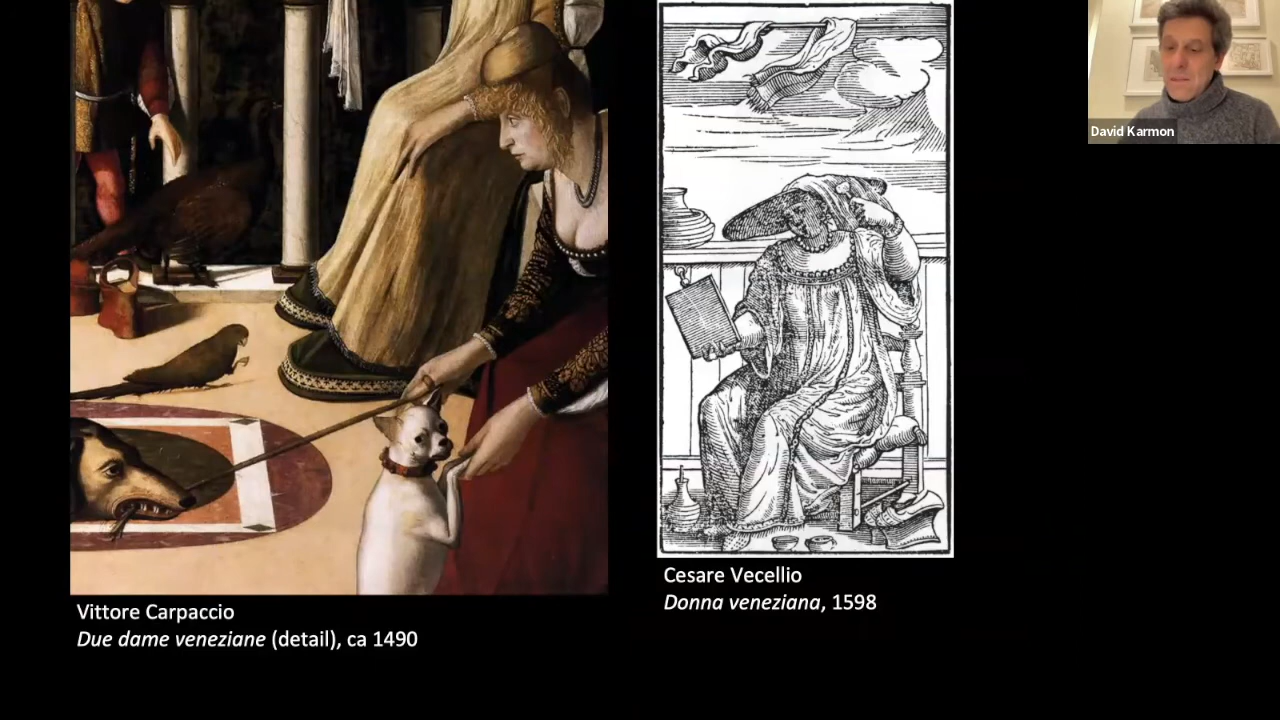 David Karmon
Vittore Carpaccio
Due dame veneziane (detail), ca 1490
Cesare Vecellio
Donna veneziana, 1598